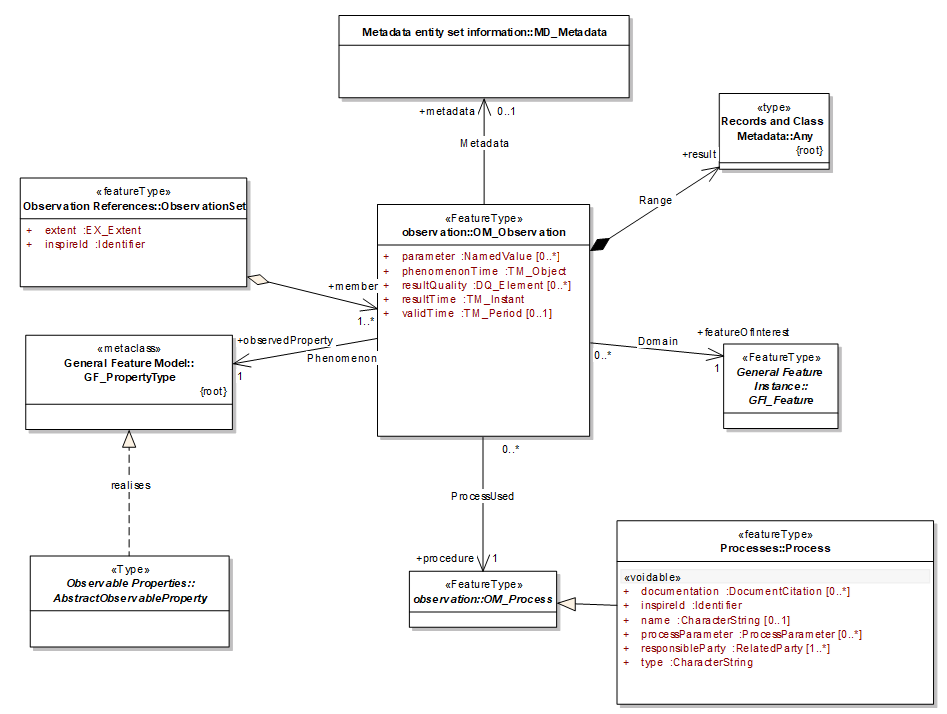 Metadata entity set information::MD_Metadata
+metadata 0..1
Metadata
«type»
Records and Class
Metadata::Any
{root}
+result
Range
«featureType»
Observation References::ObservationSet
+ extent :EX_Extent
+ inspireId :Identifier
«FeatureType»
observation::OM_Observation
+ parameter :NamedValue [0..*]
+ phenomenonTime :TM_Object
+ resultQuality :DQ_Element [0..*]
+ resultTime :TM_Instant
+ validTime :TM_Period [0..1]
+member
1..*
+observedProperty
Phenomenon
1
«metaclass»
General Feature Model::
GF_PropertyType
{root}
+featureOfInterest
Domain
0..*
1
«FeatureType»
General Feature
Instance::
GFI_Feature
0..*
realises
ProcessUsed
+procedure 1
«Type»
Observable Properties::
AbstractObservableProperty
«FeatureType»
observation::OM_Process
«featureType»
Processes::Process
«voidable»
+ documentation :DocumentCitation [0..*]
+ inspireId :Identifier
+ name :CharacterString [0..1]
+ processParameter :ProcessParameter [0..*]
+ responsibleParty :RelatedParty [1..*]
+ type :CharacterString